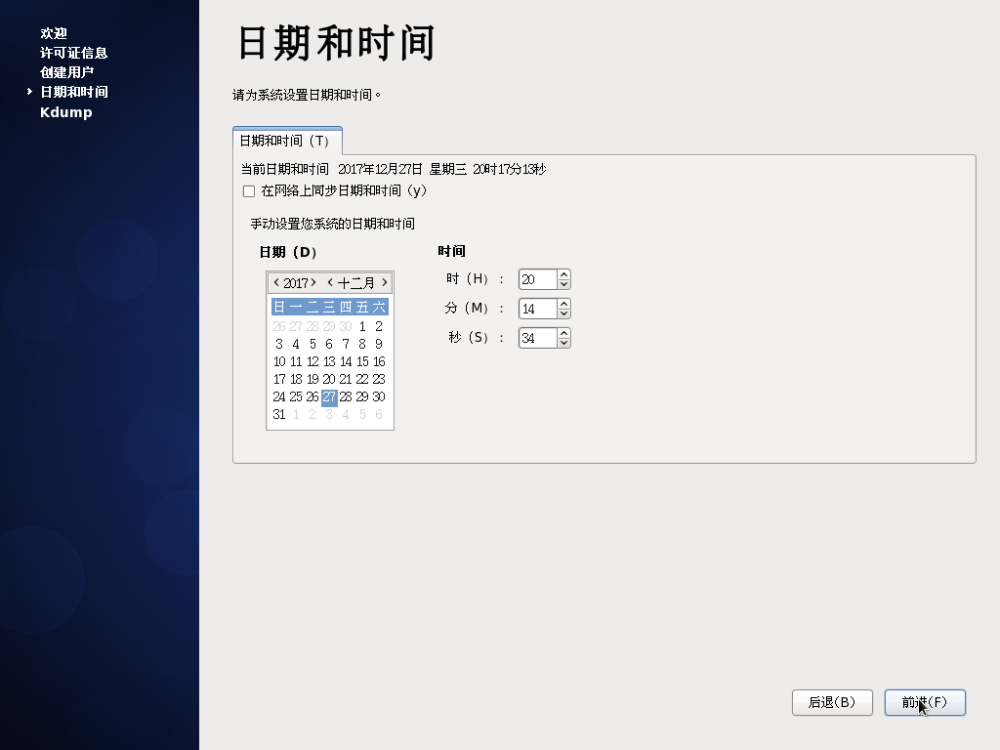 欢迎
许可证信息
创建用户
日期和时间
Kdump
日期和时间
请为系统设置日期和时间。
日期和时间（T）
当前日期和时间 2017年12月27日 星期三 20时17分13秒
在网络上同步日期和时间（y）
手动设置您系统的日期和时间
日期（D） 时间
2017 十二月
日 一 二 三 四 五 六
26 27 28 29 30 1 2
3 4 5 6 7 8 9
10 11 12 13 14 15 16
17 18 19 20 21 22 23
24 25 26 27 28 29 30
31 1 2 3 4 5 6
时（H）： 20
分（M）： 14
秒（S）： 34
后退(B) 前进(F)